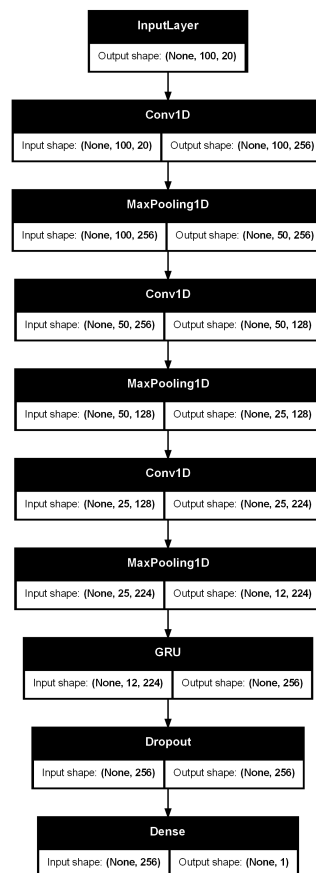 InputLayer
Output shape: (None, 100, 20)
Conv1D
Input shape: (None, 100, 20) Output shape: (None, 100, 256)
MaxPooling1D
Input shape: (None, 100, 256) Output shape: (None, 50, 256)
Conv1D
Input shape: (None, 50, 256) Output shape: (None, 50, 128)
MaxPooling1D
Input shape: (None, 50, 128) Output shape: (None, 25, 128)
Conv1D
Input shape: (None, 25, 128) Output shape: (None, 25, 224)
MaxPooling1D
Input shape: (None, 25, 224) Output shape: (None, 12, 224)
GRU
Input shape: (None, 12, 224) Output shape: (None, 256)
Dropout
Input shape: (None, 256) Output shape: (None, 256)
Dense
Input shape: (None, 256) Output shape: (None, 1)